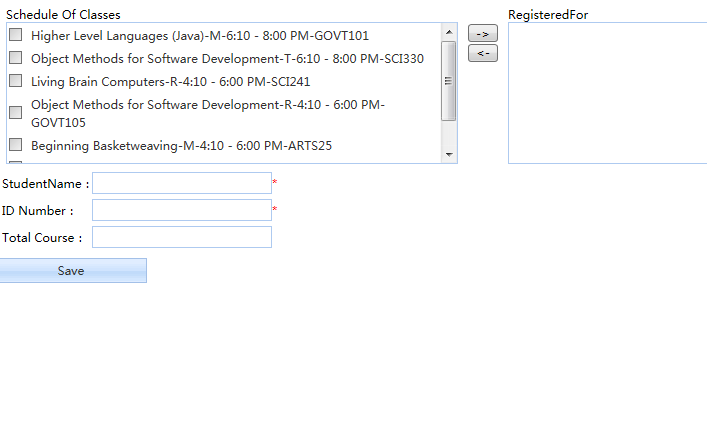 Schedule Of Classes
RegisteredFor
Higher Level Languages (Java)-M-6:10 - 8:00 PM-GOVT101
->
Object Methods for Software Development-T-6:10 - 8:00 PM-SCI330
<-
Living Brain Computers-R-4:10 - 6:00 PM-SCI241
Object Methods for Software Development-R-4:10 - 6:00 PM-
GOVT105
Beginning Basketweaving-M-4:10 - 6:00 PM-ARTS25
StudentName : *
ID Number : *
Total Course :
Save